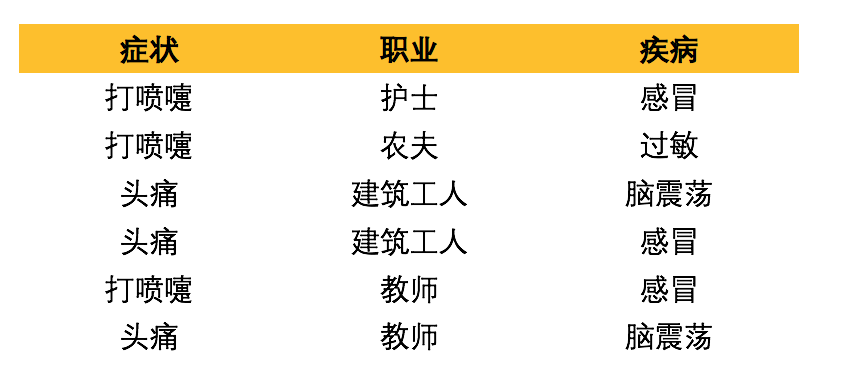 症状 职业 疾病
打喷嚏 护士 感冒
打喷嚏 农夫 过敏
头痛 建筑工人 脑震荡
头痛 建筑工人 感冒
打喷嚏 教师 感冒
头痛 教师 脑震荡